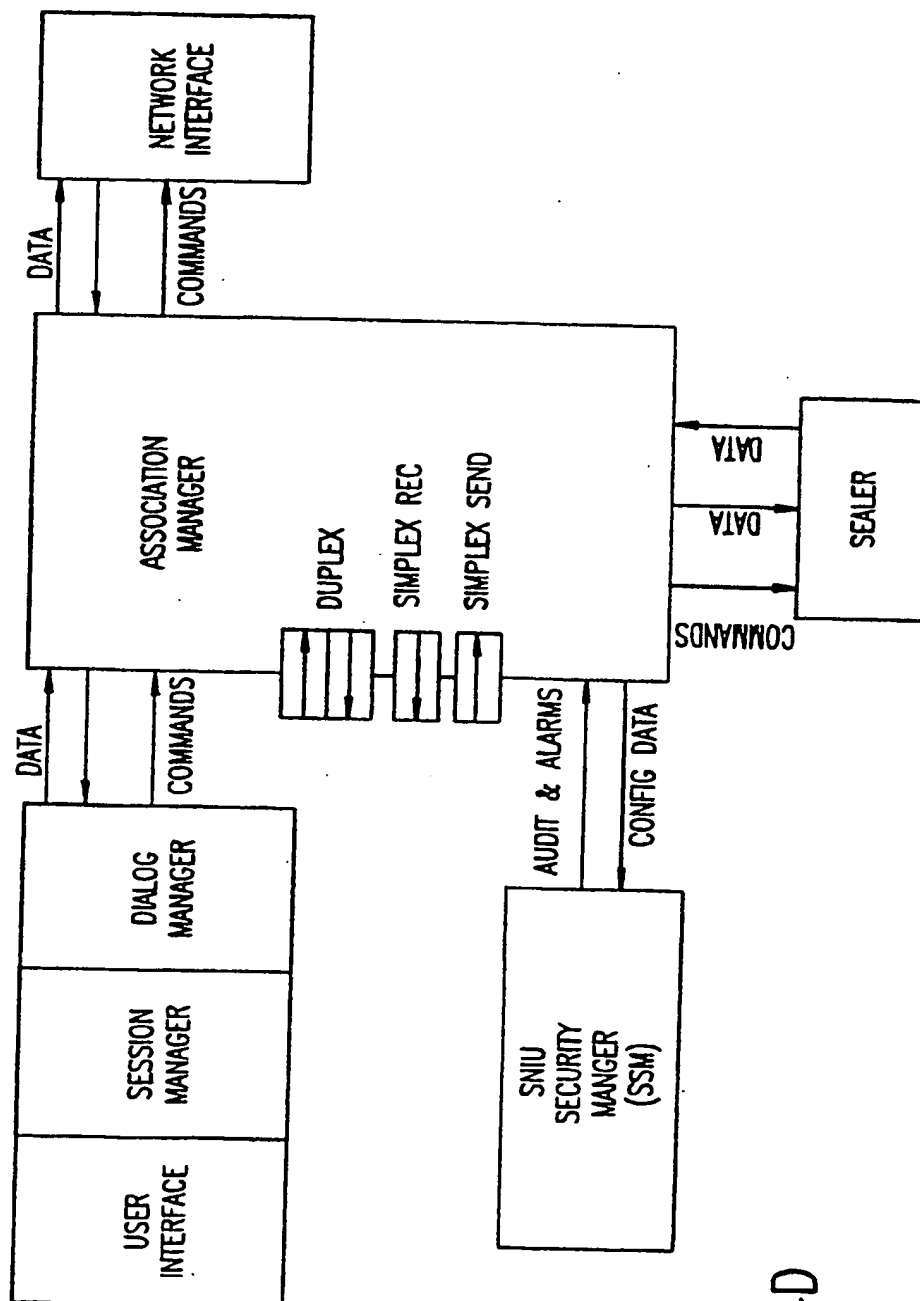 USER
INTERFACE
SESSION
MANAGER
DIALOG
MANAGER
DATA
COMMANDS
ASSOCIATION
MANAGER
DUPLEX
SIMPLEX REC
SIMPLEX SEND
DATA
COMMANDS
NETWORK
INTERFACE
SNIU
SECURITY
MANGER
(SSM)
AUDIT & ALARMS
CONFIG DATA
COMMANDS
DATA
DATA
SEALER
D